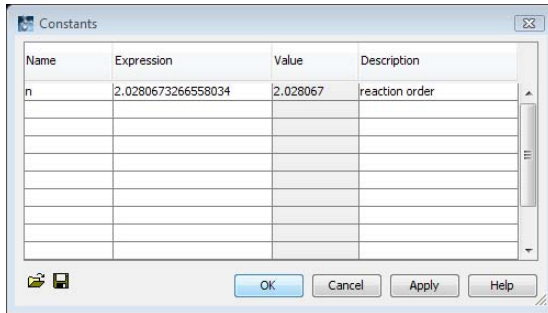 Constants
Name Expression Value Description
n 2.0280673266558034 2.028067 reaction order
OK Cancel Apply Help